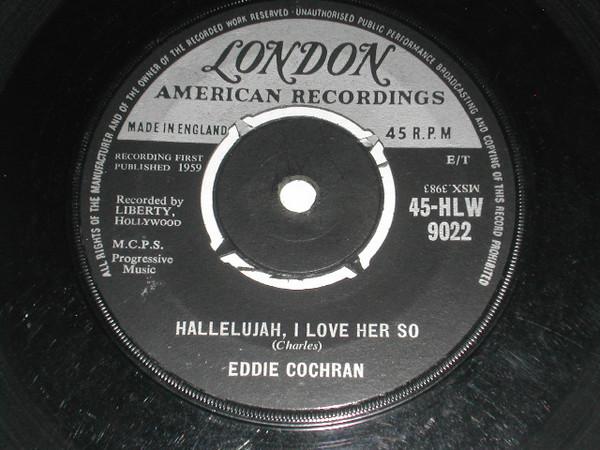 ALL RIGHTS OF THE MANUFACTURER AND OF THE OWNER OF THE RECORDED WORK RESERVED · UNAUTHORISED PUBLIC PERFORMANCE BROADCASTING AND COPYING OF THIS RECORD PROHIBITED
LONDON
AMERICAN RECORDINGS
MADE IN ENGLAND
45 R.P.M
RECORDING FIRST
PUBLISHED 1959
E/T
MSX.3983
Recorded by
LIBERTY,
HOLLYWOOD
45-HLW
9022
M.C.P.S.
Progressive
Music
HALLELUJAH, I LOVE HER SO
(Charles)
EDDIE COCHRAN